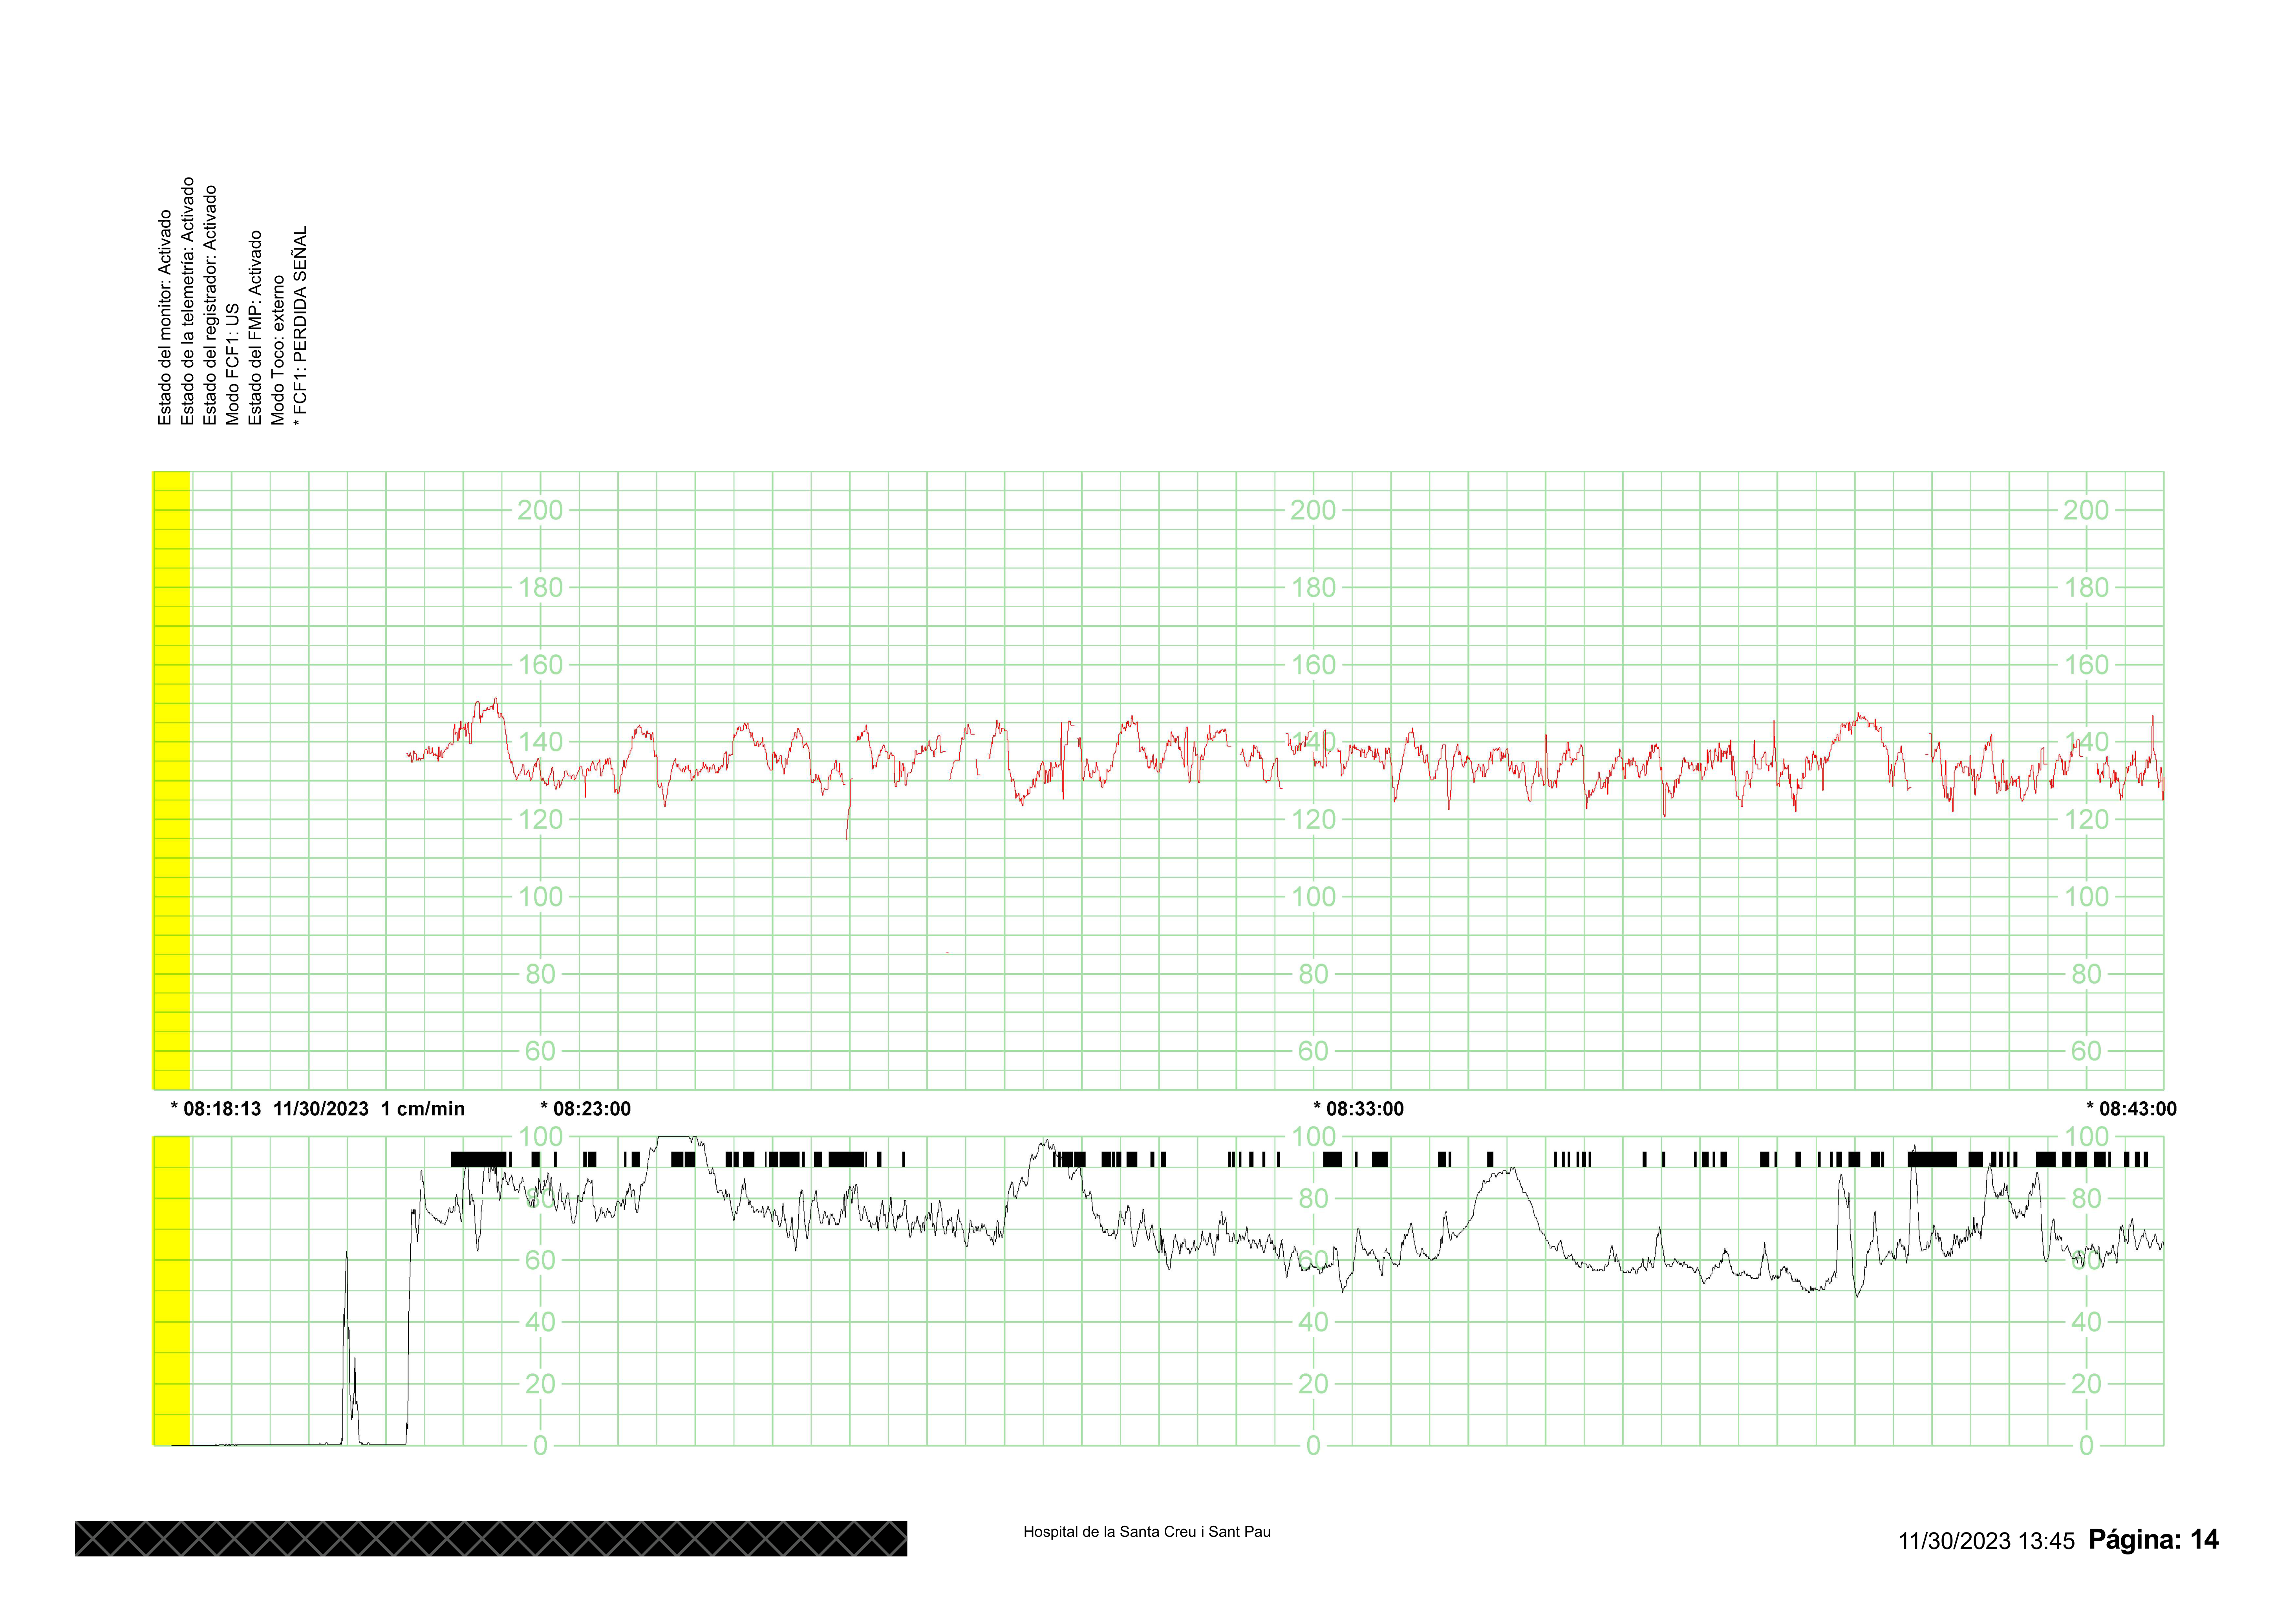 Estado del monitor: Activado
Estado de la telemetría: Activado
Estado del registrador: Activado
Modo FCF1: US
Estado del FMP: Activado
Modo Toco: externo
* FCF1: PERDIDA SEÑAL
200 200 200
180 180 180
160 160 160
140 140 140
120 120 120
100 100 100
80 80 80
60 60 60
* 08:18:13 11/30/2023 1 cm/min * 08:23:00 * 08:33:00 * 08:43:00
100 100 100
80 80 80
60 60 60
40 40 40
20 20 20
0 0 0
Hospital de la Santa Creu i Sant Pau
11/30/2023 13:45 Página: 14